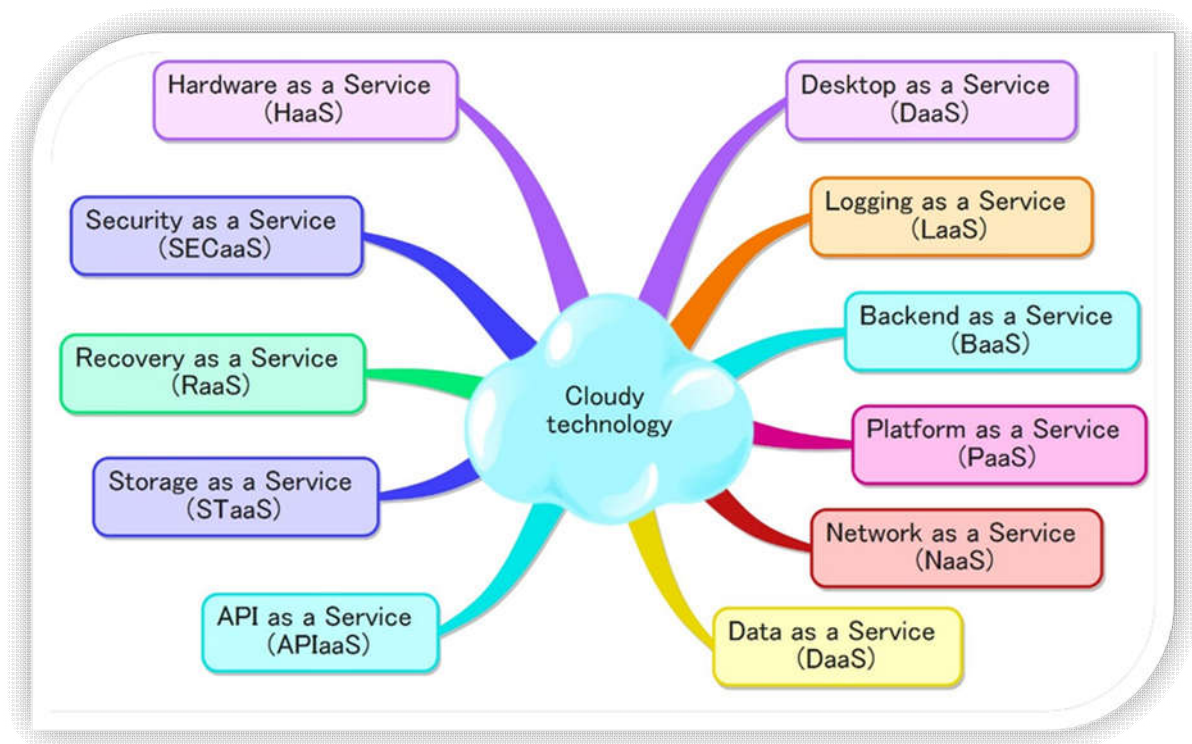 Hardware as a Service
(HaaS)
Desktop as a Service
(DaaS)
Security as a Service
(SECaaS)
Logging as a Service
(LaaS)
Recovery as a Service
(RaaS)
Backend as a Service
(BaaS)
Cloudy
technology
Storage as a Service
(STaaS)
Platform as a Service
(PaaS)
Network as a Service
(NaaS)
API as a Service
(APIaaS)
Data as a Service
(DaaS)